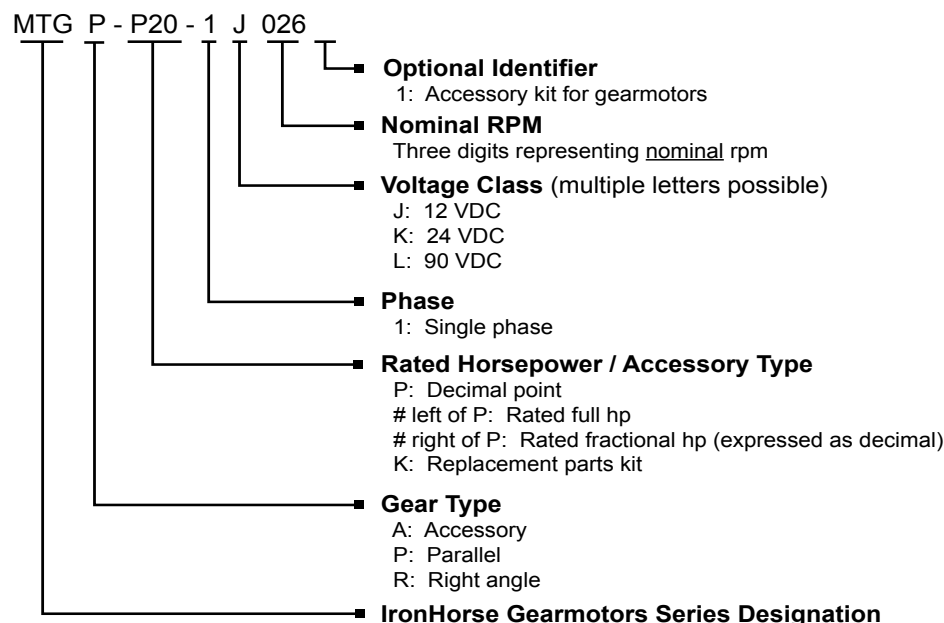 MTG P - P20 - 1 J 026
Optional Identifier
1: Accessory kit for gearmotors
Nominal RPM
Three digits representing nominal rpm
Voltage Class (multiple letters possible)
J: 12 VDC
K: 24 VDC
L: 90 VDC
Phase
1: Single phase
Rated Horsepower / Accessory Type
P: Decimal point
# left of P: Rated full hp
# right of P: Rated fractional hp (expressed as decimal)
K: Replacement parts kit
Gear Type
A: Accessory
P: Parallel
R: Right angle
IronHorse Gearmotors Series Designation